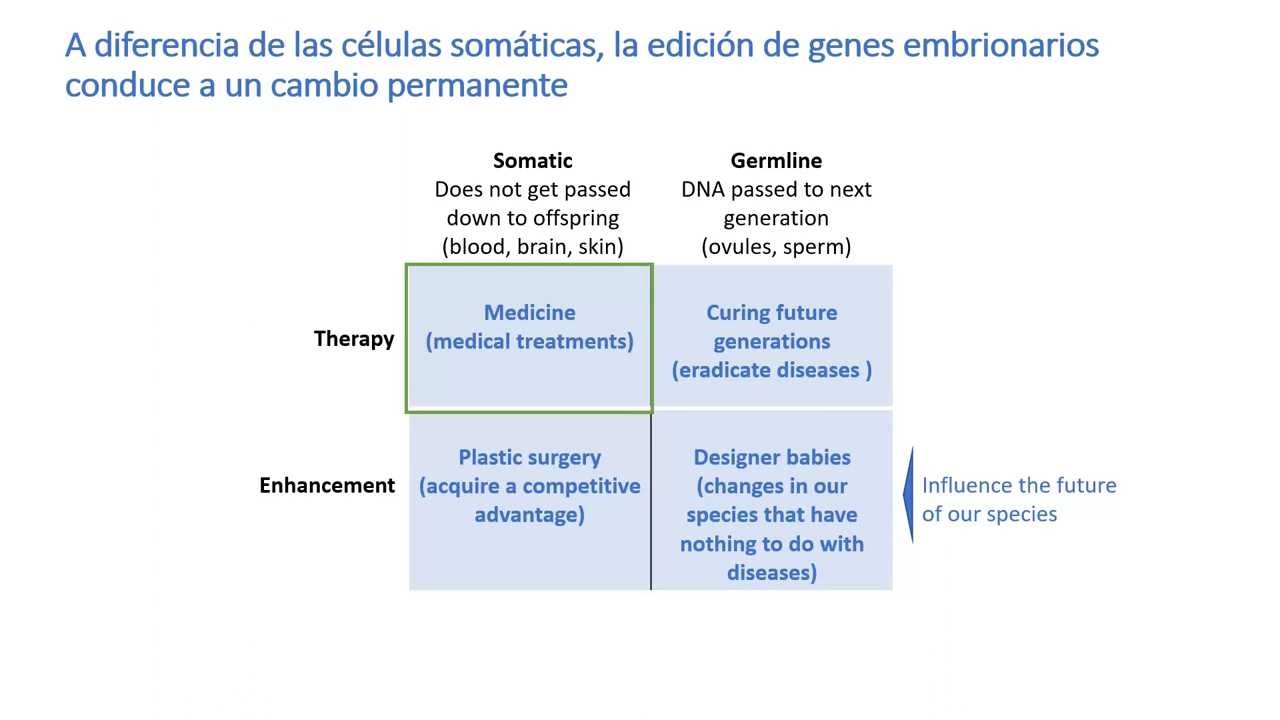 A diferencia de las células somáticas, la edición de genes embrionarios
conduce a un cambio permanente
Somatic
Does not get passed
down to offspring
(blood, brain, skin)
Germline
DNA passed to next
generation
(ovules, sperm)
Therapy
Medicine
(medical treatments)
Curing future
generations
(eradicate diseases )
Enhancement
Plastic surgery
(acquire a competitive
advantage)
Designer babies
(changes in our
species that have
nothing to do with
diseases)
Influence the future
of our species